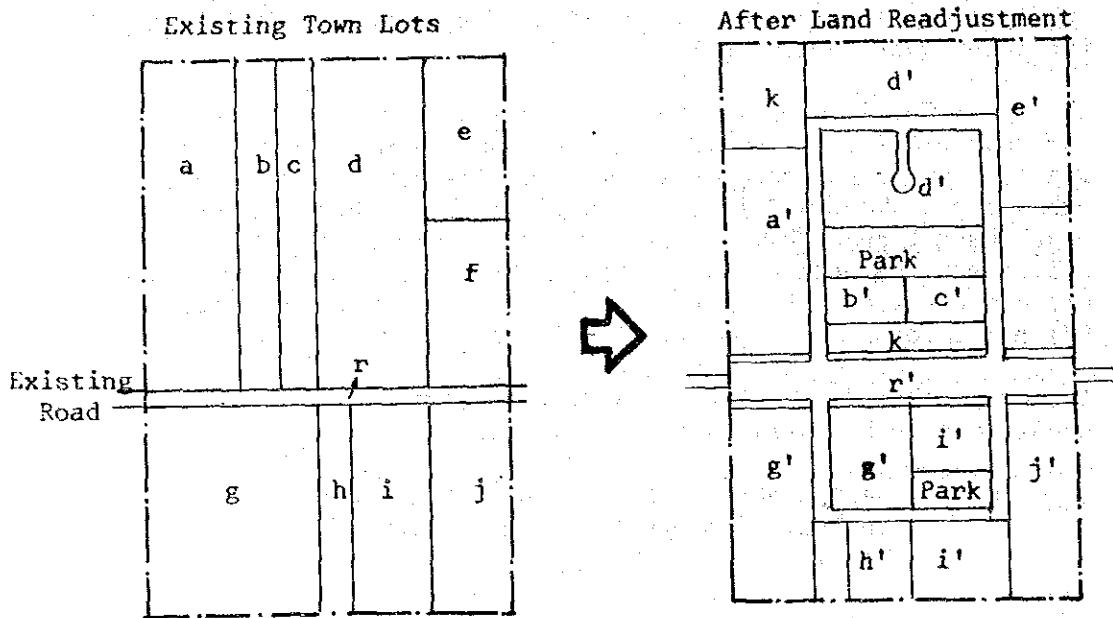 Existing Town Lots
a
b
c
d
e
f
r
Existing
Road
g
h
i
j
After Land Readjustment
k
d'
e'
d'
a'
Park
b'
c'
k
r'
g'
g'
i'
Park
j'
h'
i'